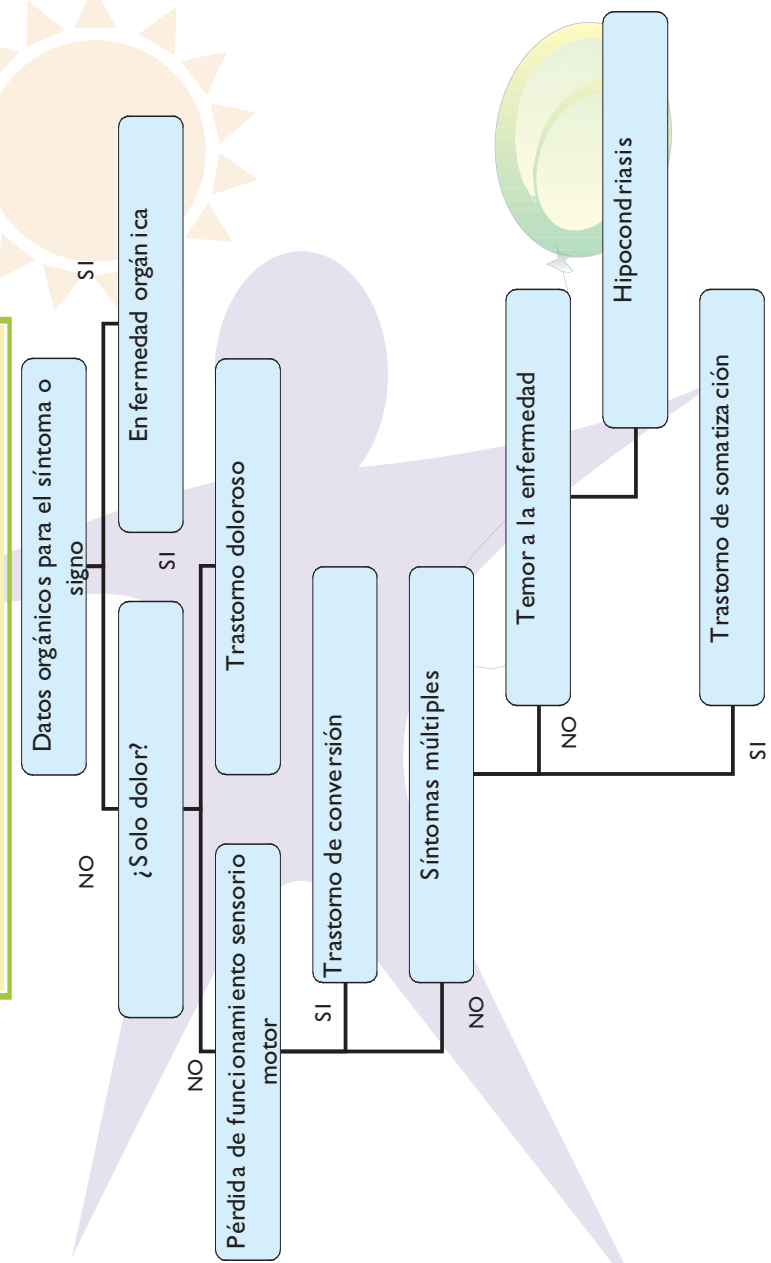 Datos orgánicos para el síntoma o
signo
NO
SI
¿Solo dolor?
Enfermedad orgánica
NO
SI
Pérdida de funcionamiento sensorio
motor
Trastorno doloroso
SI
Trastorno de conversión
NO
Síntomas múltiples
NO
Temor a la enfermedad
Hipocondriasis
SI
Trastorno de somatización